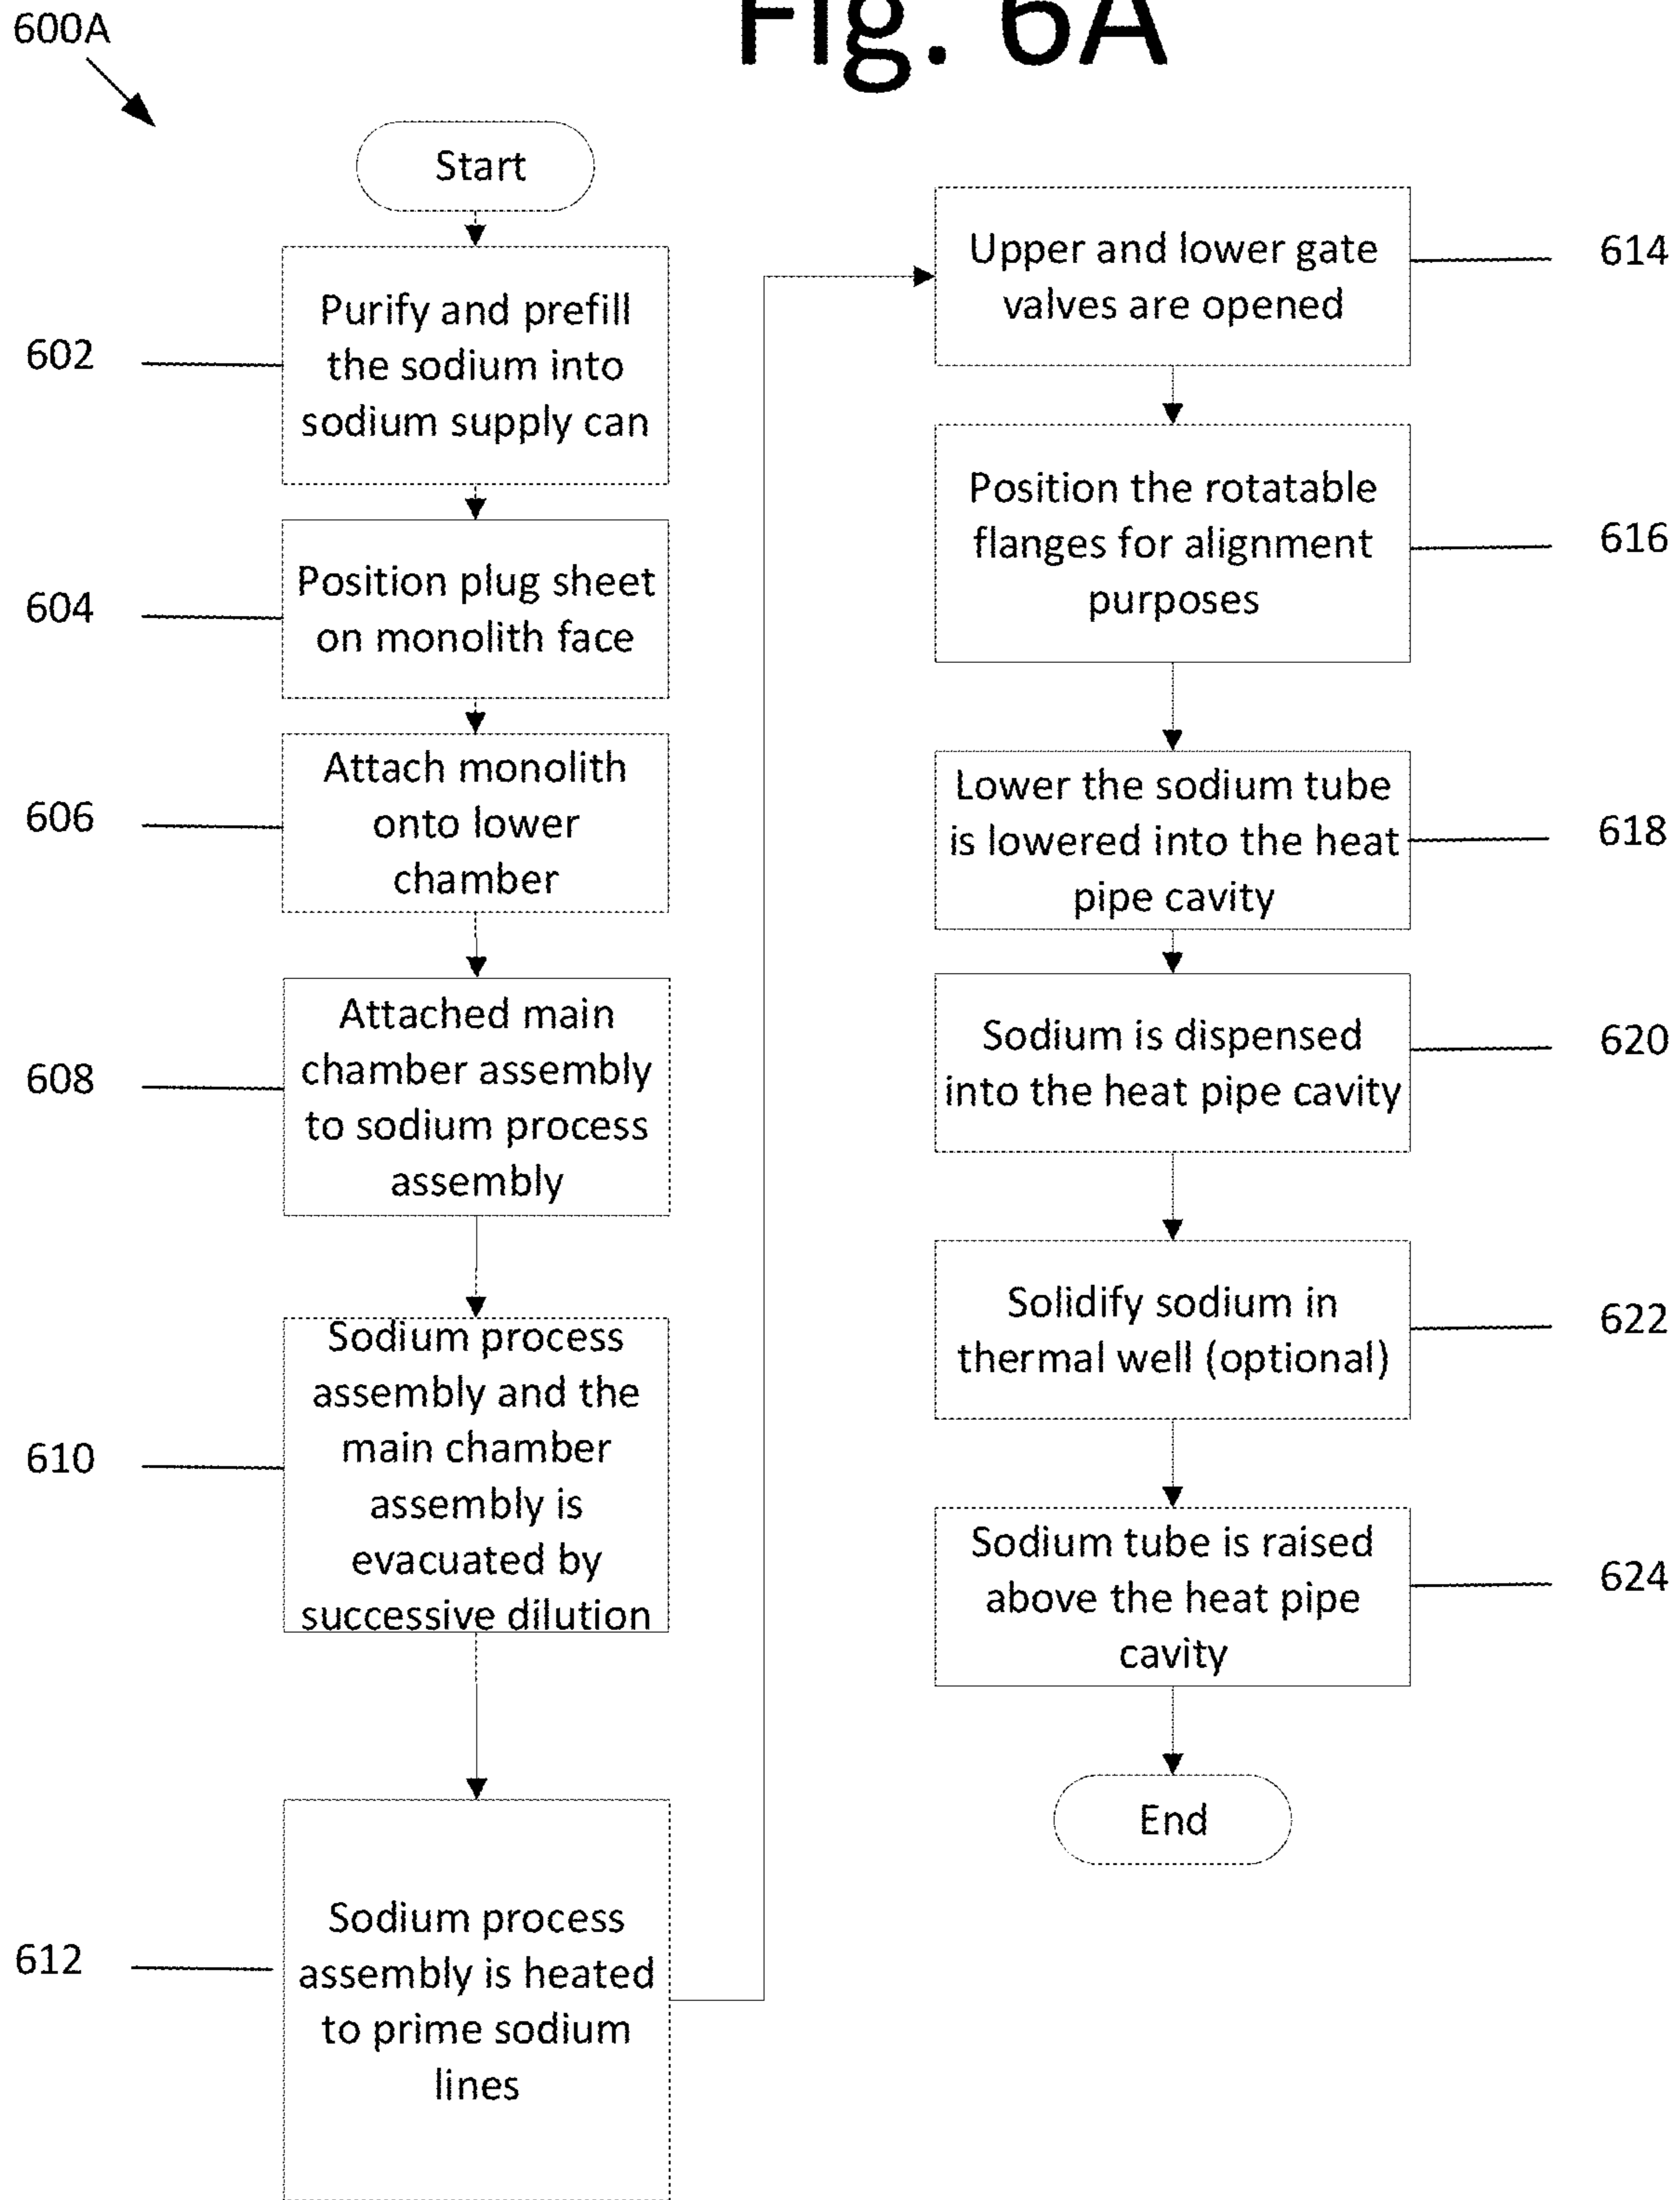 Fig. 6A
600A
Start
602
Purify and prefill
the sodium into
sodium supply can
604
Position plug sheet
on monolith face
606
Attach monolith
onto lower
chamber
608
Attached main
chamber assembly
to sodium process
assembly
610
Sodium process
assembly and the
main chamber
assembly is
evacuated by
successive dilution
612
Sodium process
assembly is heated
to prime sodium
lines
Upper and lower gate
valves are opened
614
Position the rotatable
flanges for alignment
purposes
616
Lower the sodium tube
is lowered into the heat
pipe cavity
618
Sodium is dispensed
into the heat pipe cavity
620
Solidify sodium in
thermal well (optional)
622
Sodium tube is raised
above the heat pipe
cavity
624
End